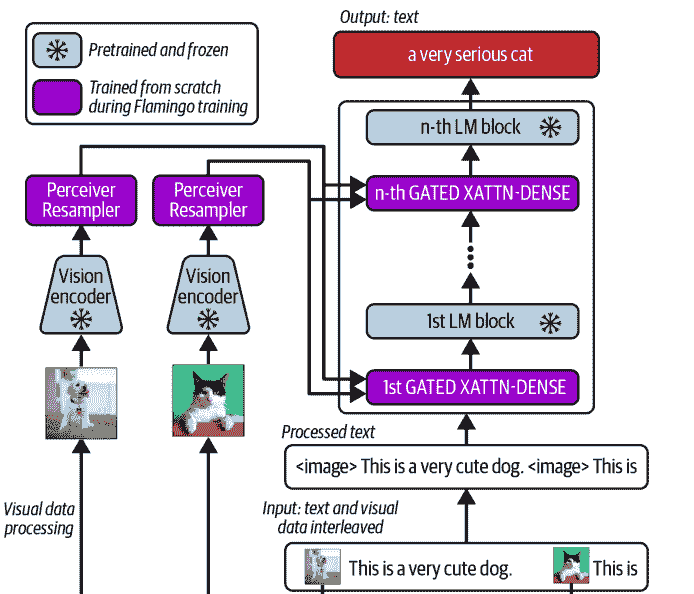 Output: text
Pretrained and frozen
Trained from scratch
during Flamingo training
a very serious cat
n-th LM block
Perceiver
Resampler
Perceiver
Resampler
n-th GATED XATTN-DENSE
Vision
encoder
Vision
encoder
1st LM block
1st GATED XATTN-DENSE
Processed text
<image> This is a very cute dog. <image> This is
Visual data
processing
Input: text and visual
data interleaved
This is a very cute dog.
This is